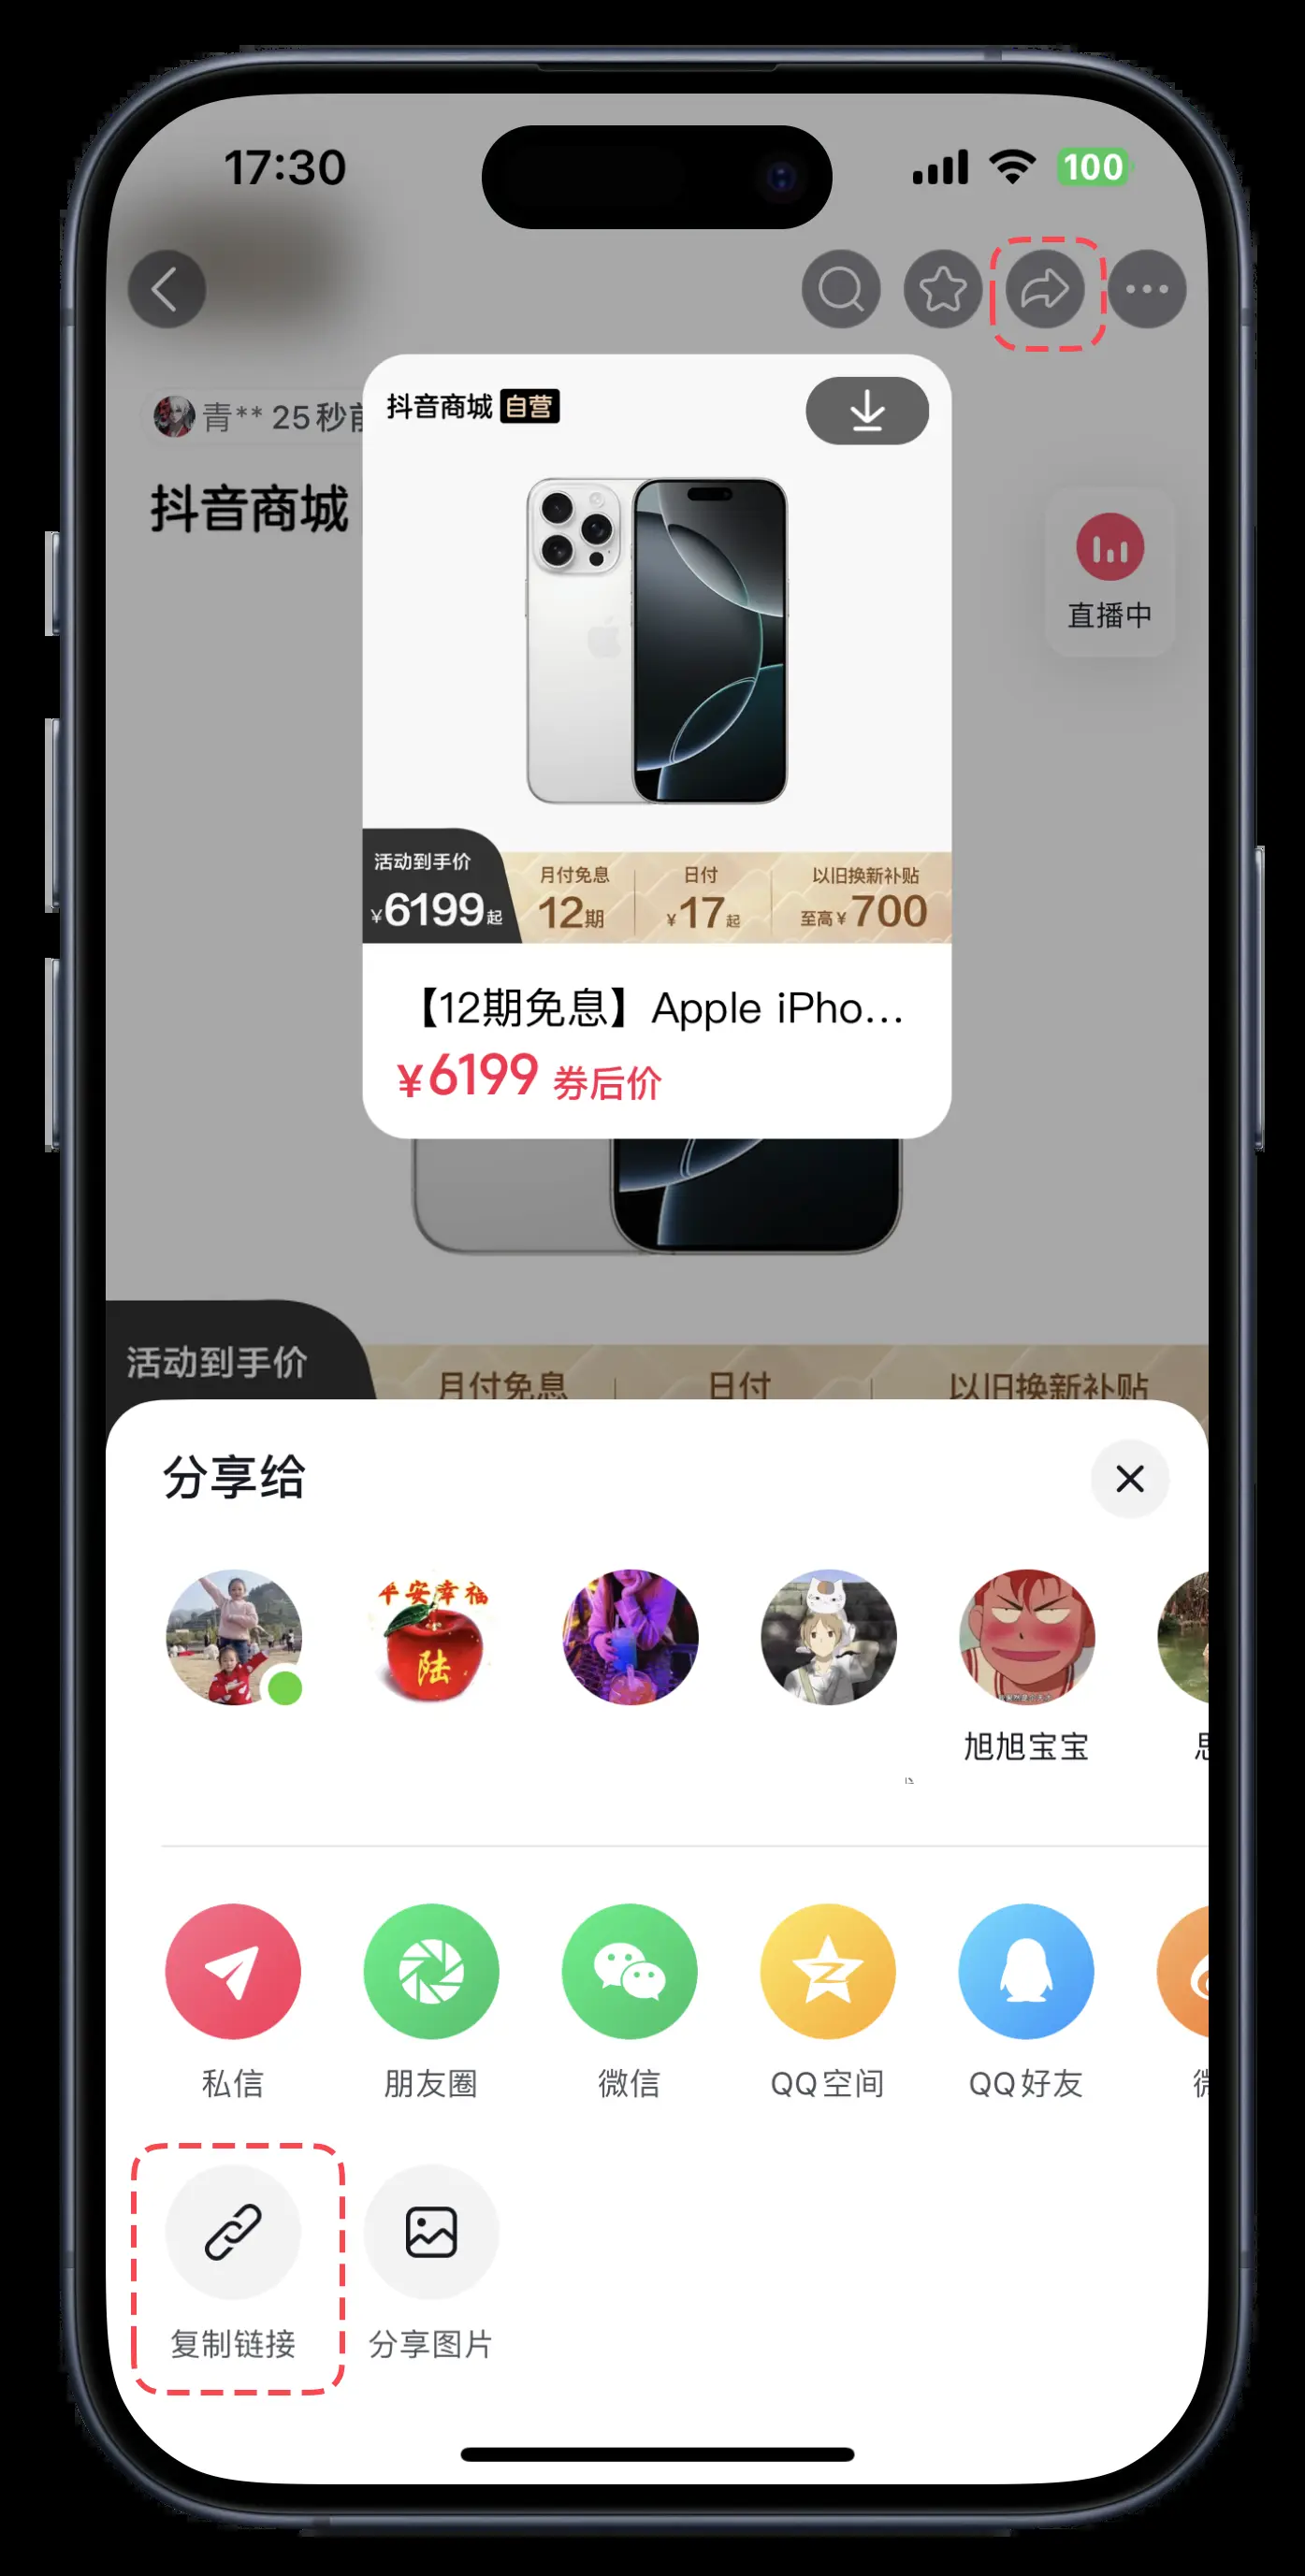 17:30
100
青** 25秒前
抖音商城
抖音商城 自营
直播中
活动到手价
¥6199起
月付免息
12期
日付
¥17起
以旧换新补贴
至高¥700
【12期免息】Apple iPho...
¥6199 券后价
活动到手价
月付免息
日付
以旧换新补贴
分享给
平安幸福
陆
旭旭宝宝
私信
朋友圈
微信
QQ空间
QQ好友
复制链接
分享图片